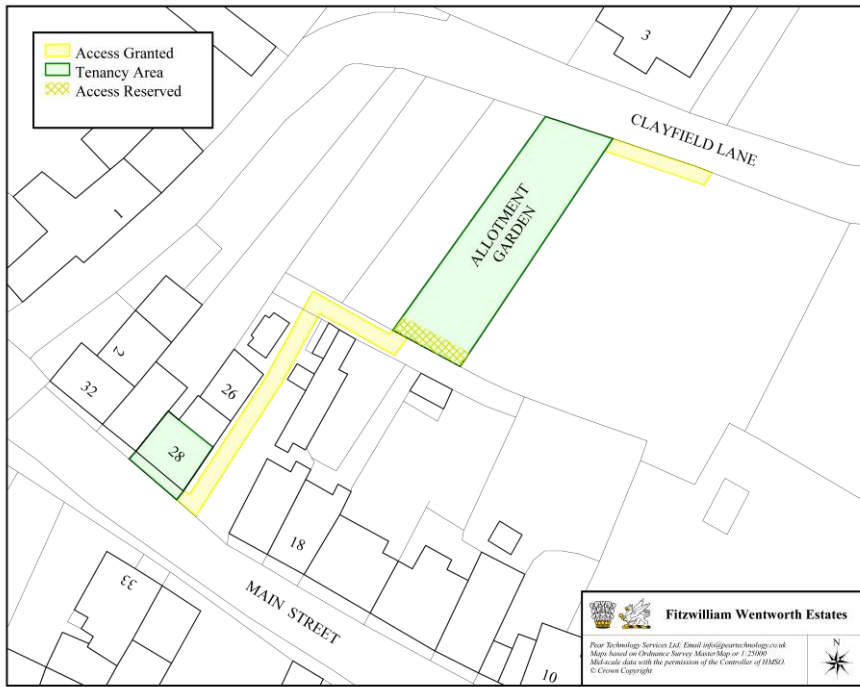 Access Granted
Tenancy Area
Access Reserved
3
CLAYFIELD LANE
ALLOTMENT
GARDEN
1
2
32
26
28
18
MAIN STREET
33
10
Fitzwilliam Wentworth Estates
Pear Technology Services Ltd; Email info@peartechnology.co.uk
Maps based on Ordnance Survey MasterMap or 1:25000
Mid-scale data with the permission of the Controller of HMSO.
© Crown Copyright
N